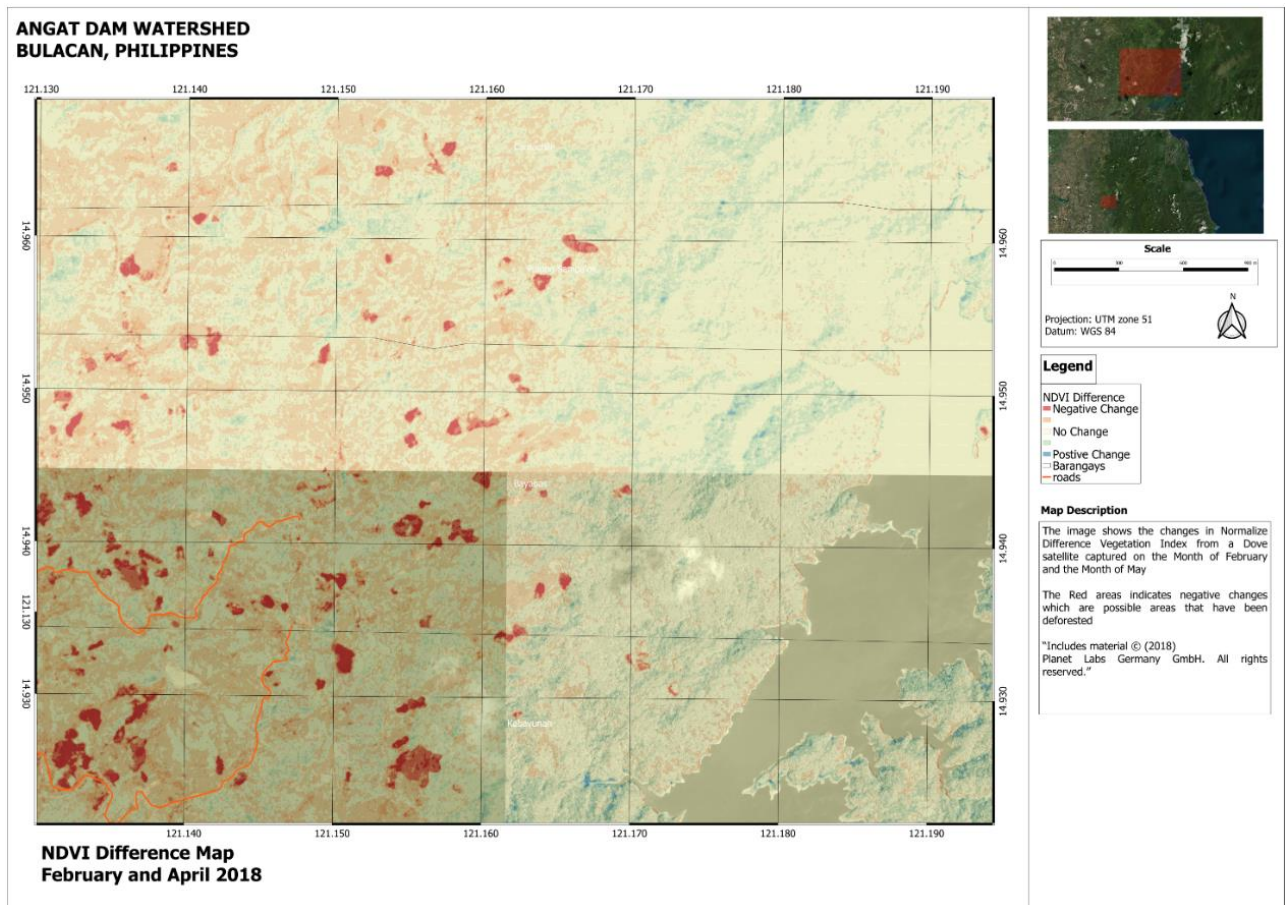 ANGAT DAM WATERSHED
BULACAN, PHILIPPINES
121.130 121.140 121.150 121.160 121.170 121.180 121.190
14.960
14.950
14.940
121.130
14.930
14.960
14.950
14.940
14.930
Bayabas
Kabayunan
121.140 121.150 121.160 121.170 121.180 121.190
NDVI Difference Map
February and April 2018
Scale
Projection: UTM zone 51
Datum: WGS 84
N
Legend
NDVI Difference
Negative Change
No Change
Postive Change
Barangays
roads
Map Description
The image shows the changes in Normalize
Difference Vegetation Index from a Dove
satellite captured on the Month of February
and the Month of May
The Red areas indicates negative changes
which are possible areas that have been
deforested
"Includes material © (2018)
Planet Labs Germany GmbH. All rights
reserved."